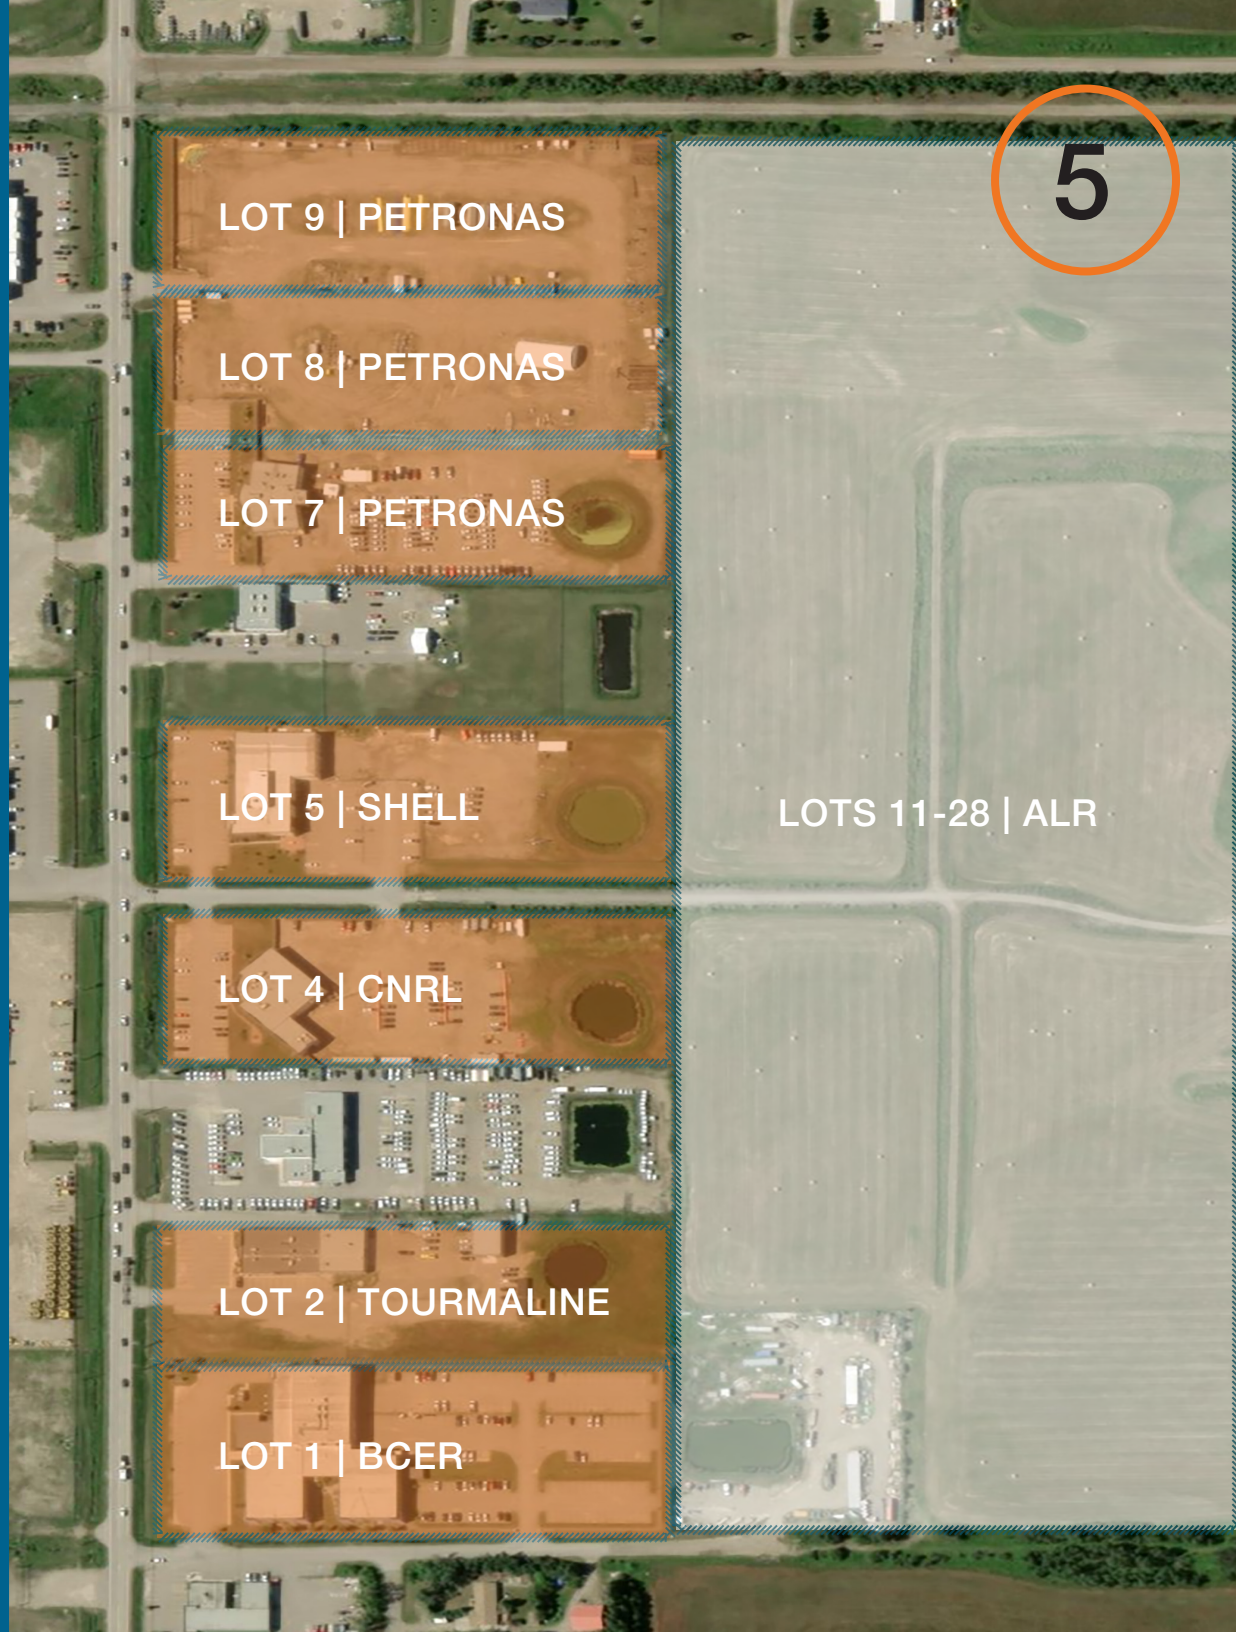 5
LOT 9 | PETRONAS
LOT 8 | PETRONAS
LOT 7 | PETRONAS
LOT 5 | SHELL
LOTS 11-28 | ALR
LOT 4 | CNRL
LOT 2 | TOURMALINE
LOT 1 | BCER